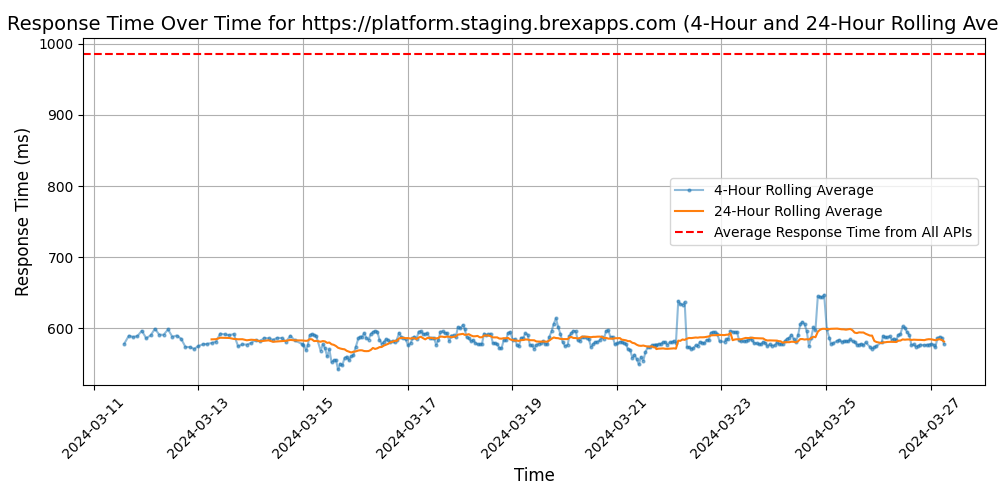 Response Time Over Time for https://platform.staging.brexapps.com (4-Hour and 24-Hour Rolling Ave
Response Time (ms)
1000
900
800
700
600
4-Hour Rolling Average
24-Hour Rolling Average
Average Response Time from All APIs
2024-03-11
2024-03-13
2024-03-15
2024-03-17
2024-03-19
2024-03-21
2024-03-23
2024-03-25
2024-03-27
Time